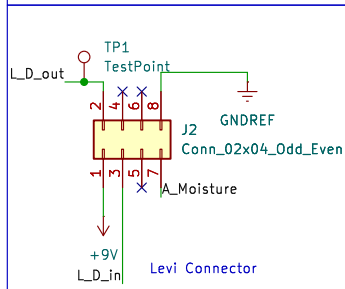 TP1
TestPoint
L_D_out
2
4
6
8
GNDREF
J2
Conn_02x04_Odd_Even
1
3
5
7
A_Moisture
+9V
L_D_in
Levi Connector